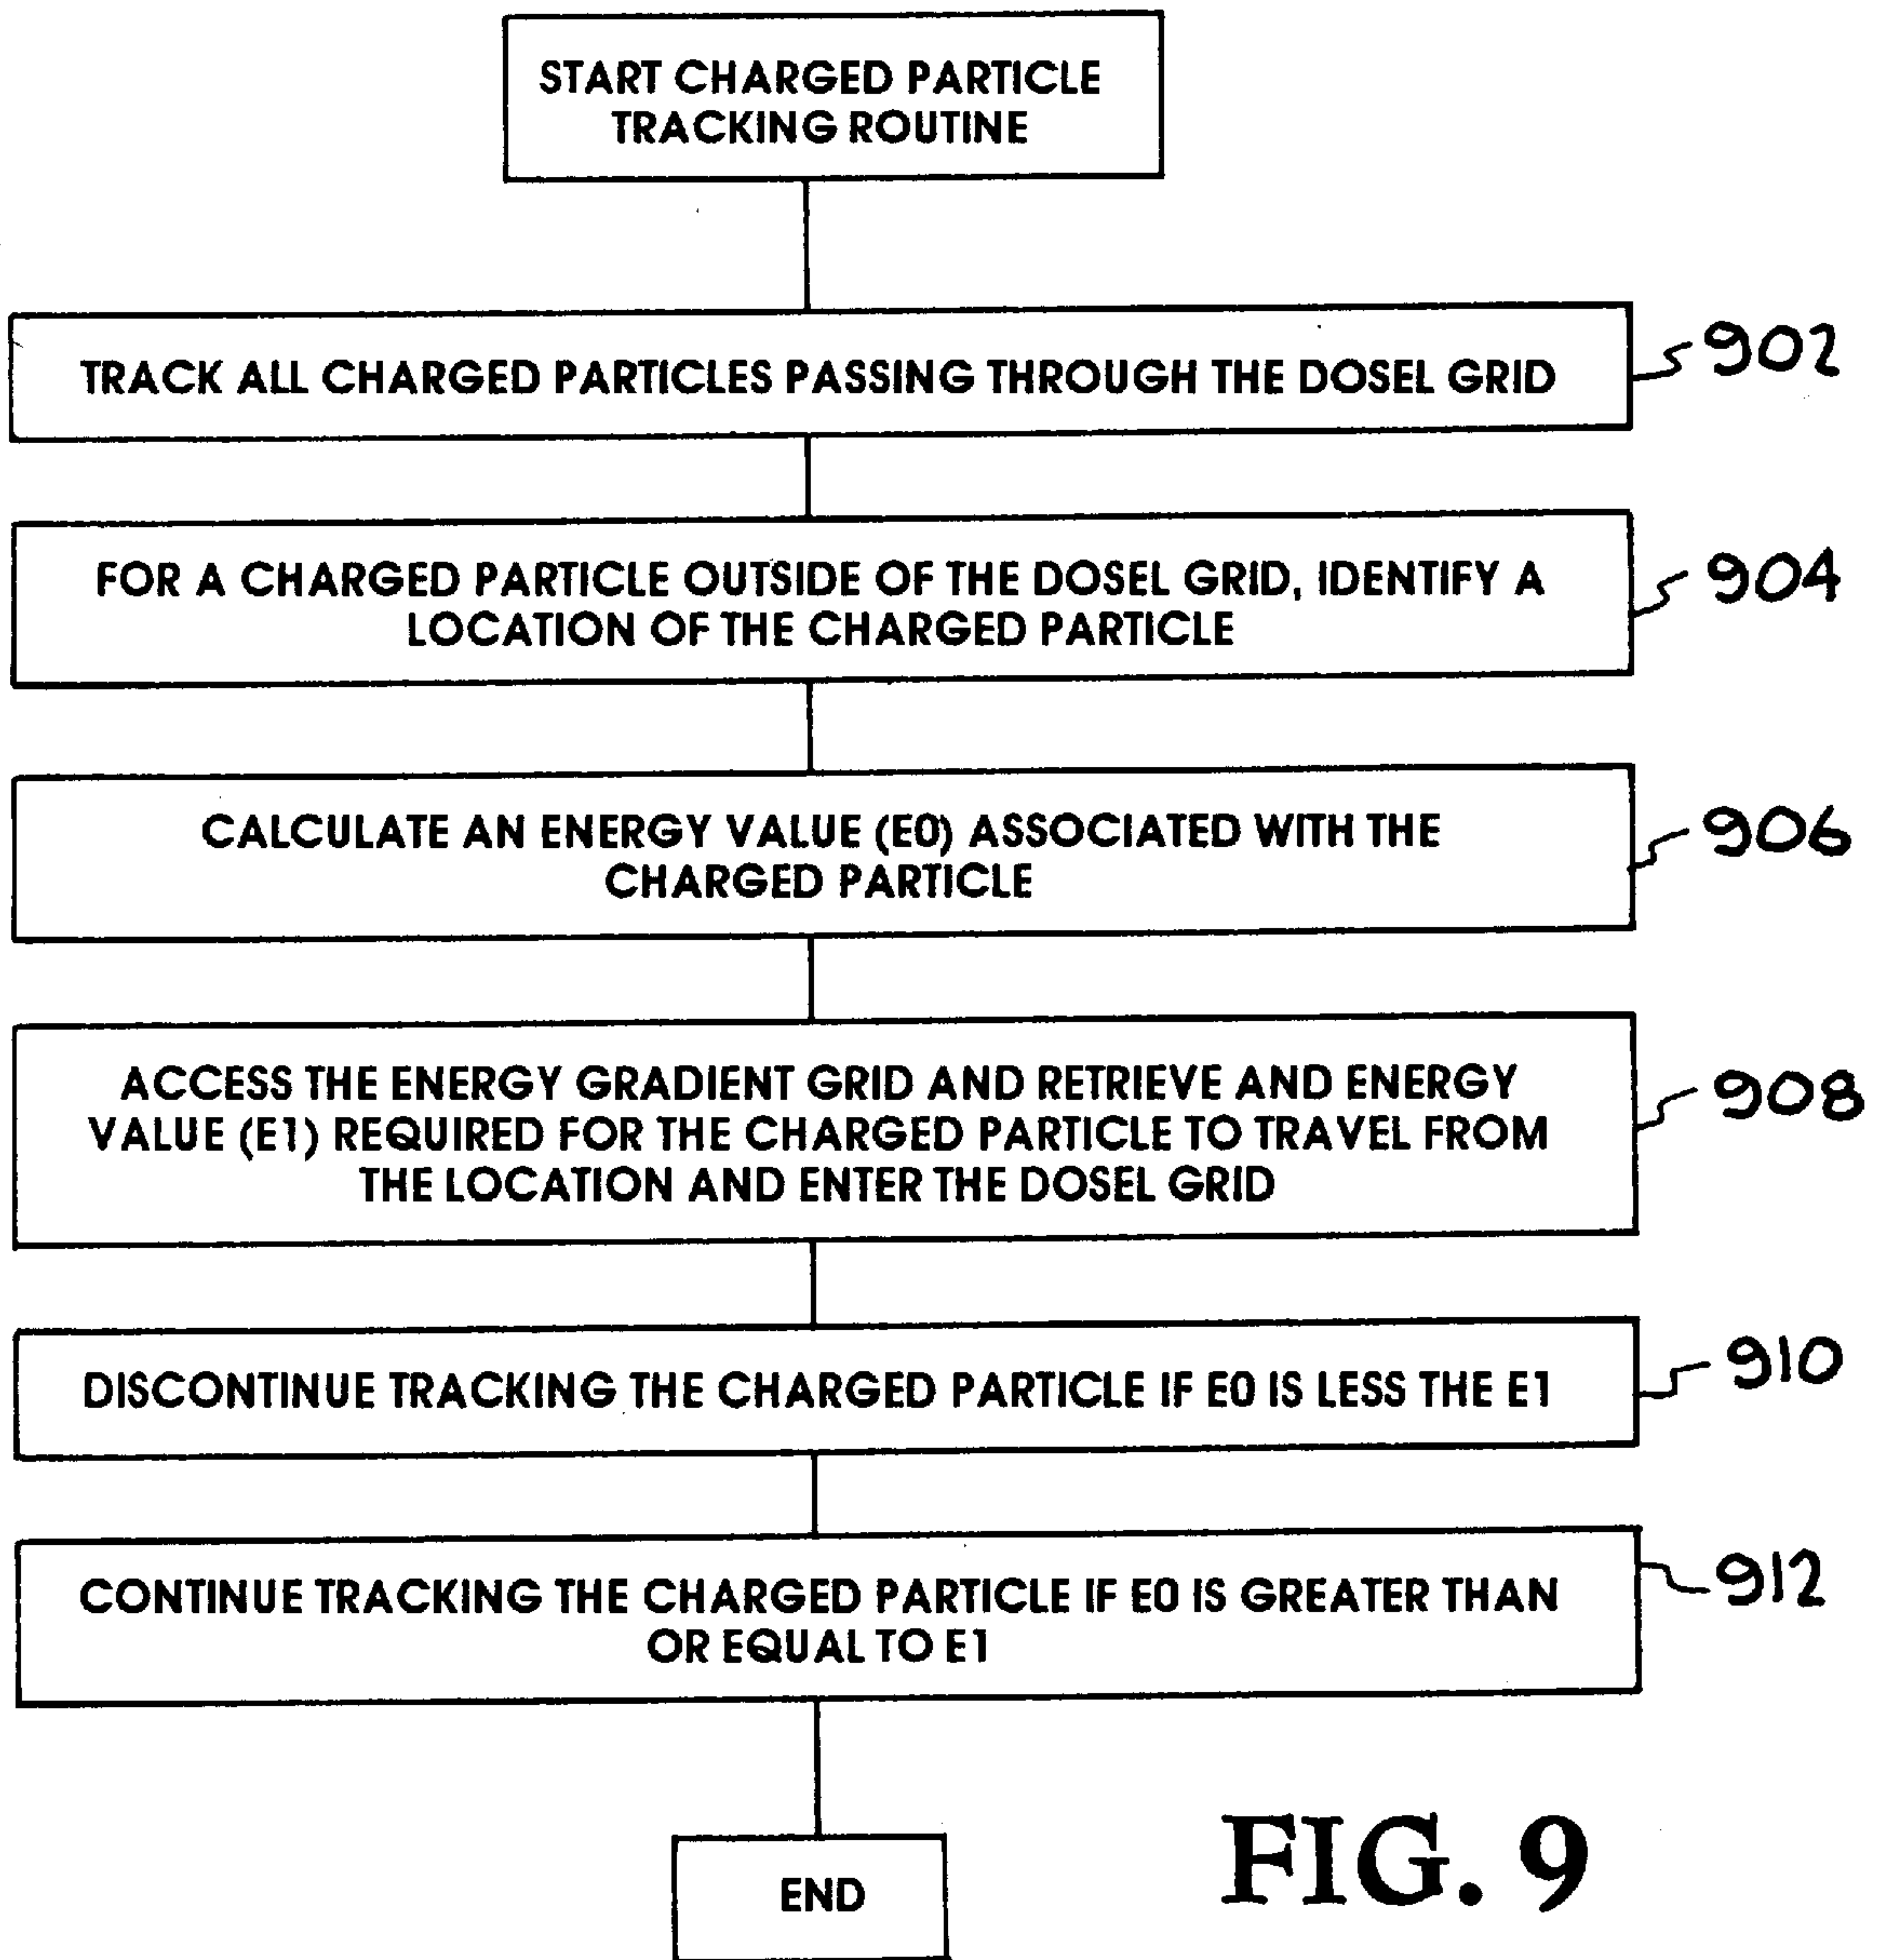 START CHARGED PARTICLE
TRACKING ROUTINE
TRACK ALL CHARGED PARTICLES PASSING THROUGH THE DOSEL GRID
902
FOR A CHARGED PARTICLE OUTSIDE OF THE DOSEL GRID, IDENTIFY A
LOCATION OF THE CHARGED PARTICLE
904
CALCULATE AN ENERGY VALUE (E0) ASSOCIATED WITH THE
CHARGED PARTICLE
906
ACCESS THE ENERGY GRADIENT GRID AND RETRIEVE AND ENERGY
VALUE (E1) REQUIRED FOR THE CHARGED PARTICLE TO TRAVEL FROM
THE LOCATION AND ENTER THE DOSEL GRID
908
DISCONTINUE TRACKING THE CHARGED PARTICLE IF E0 IS LESS THE E1
910
CONTINUE TRACKING THE CHARGED PARTICLE IF E0 IS GREATER THAN
OR EQUAL TO E1
912
END
FIG. 9